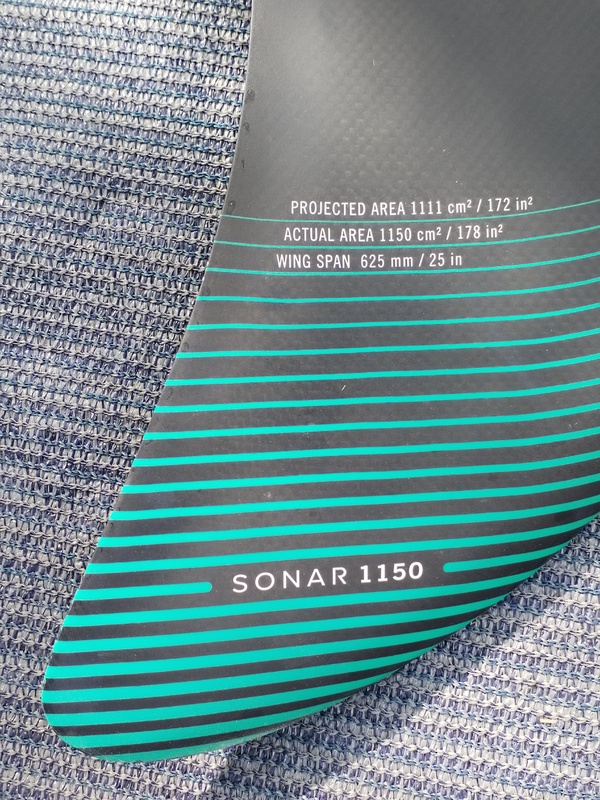 PROJECTED AREA 1111 cm² / 172 in²
ACTUAL AREA 1150 cm² / 178 in²
WING SPAN 625 mm / 25 in
SONAR 1150